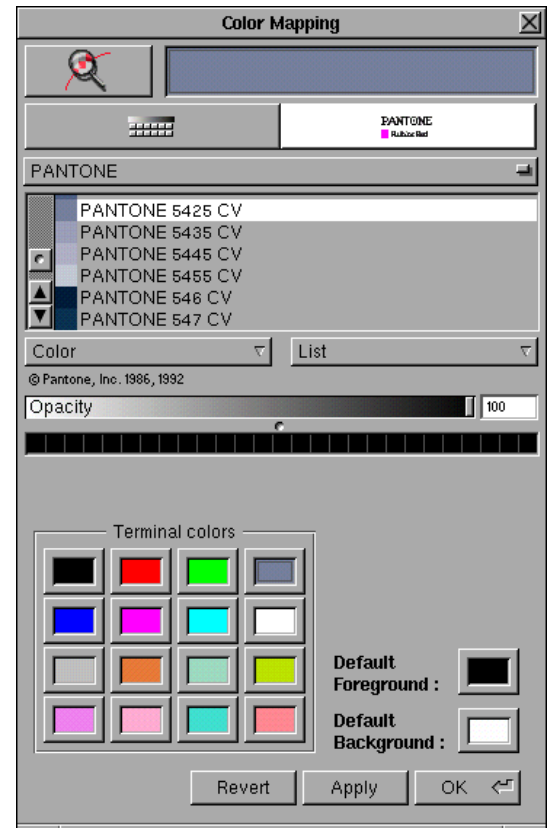 Color Mapping
PANTONE
PANTONE
PANTONE 5425 CV
PANTONE 5435 CV
PANTONE 5445 CV
PANTONE 5455 CV
PANTONE 546 CV
PANTONE 547 CV
Color List
© Pantone, Inc. 1986, 1992
Opacity 100
Terminal colors
Default
Foreground :
Default
Background :
Revert Apply OK